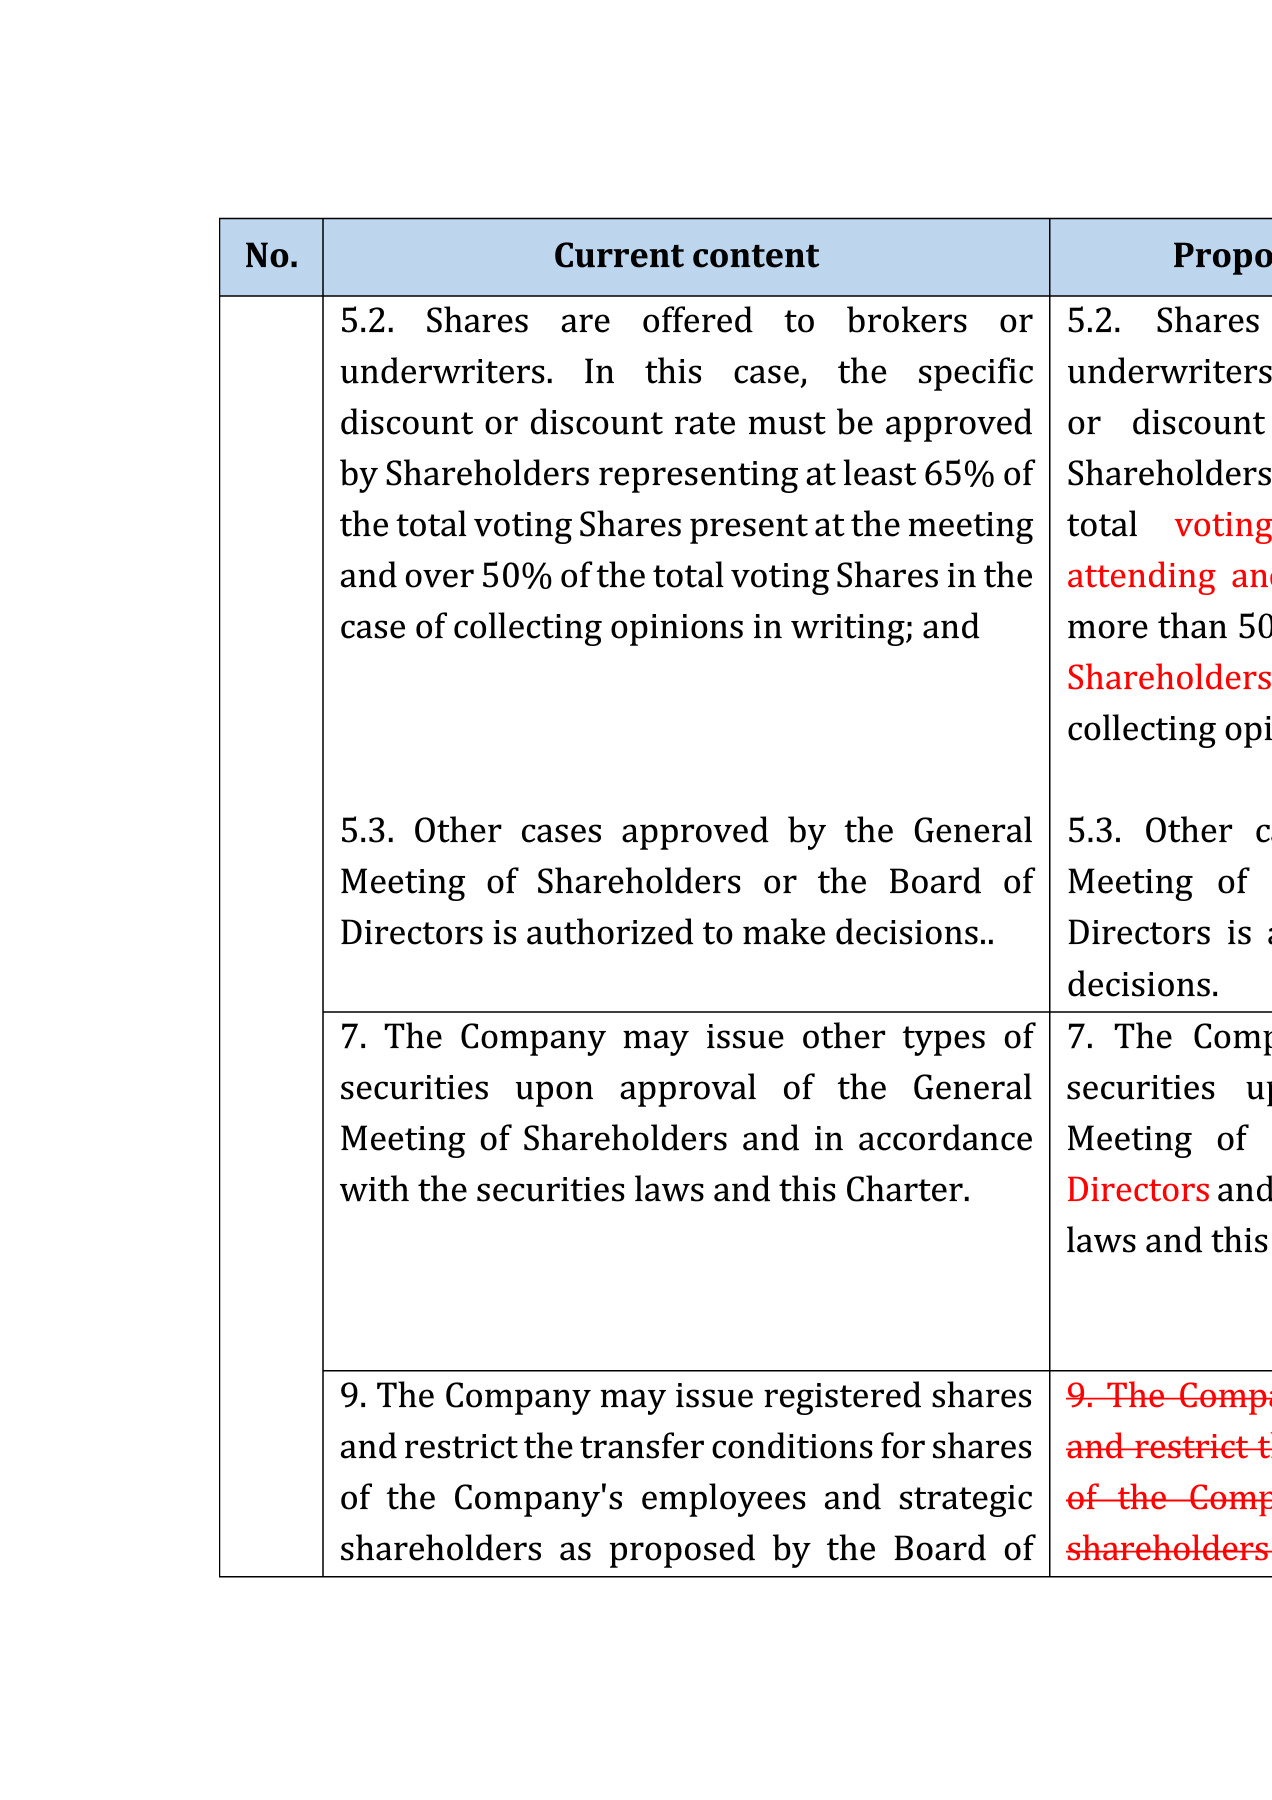 No.
Current content
5.2. Shares are offered to brokers or
underwriters. In this case, the specific
discount or discount rate must be approved
by Shareholders representing at least 65% of
the total voting Shares present at the meeting
and over 50% of the total voting Shares in the
case of collecting opinions in writing; and
5.3. Other cases approved by the General
Meeting of Shareholders or the Board of
Directors is authorized to make decisions..
7. The Company may issue other types of
securities upon approval of the General
Meeting of Shareholders and in accordance
with the securities laws and this Charter.
9. The Company may issue registered shares
and restrict the transfer conditions for shares
of the Company's employees and strategic
shareholders as proposed by the Board of
5.2. Shares
underwriters
or discount
Shareholders
total voting
attending
more than
Shareholders
collecting
5.3. Other
Meeting of
Directors is
decisions.
7. The
securities
Meeting of
Directors and
laws and this
9. The
and restrict
of the
shareholders